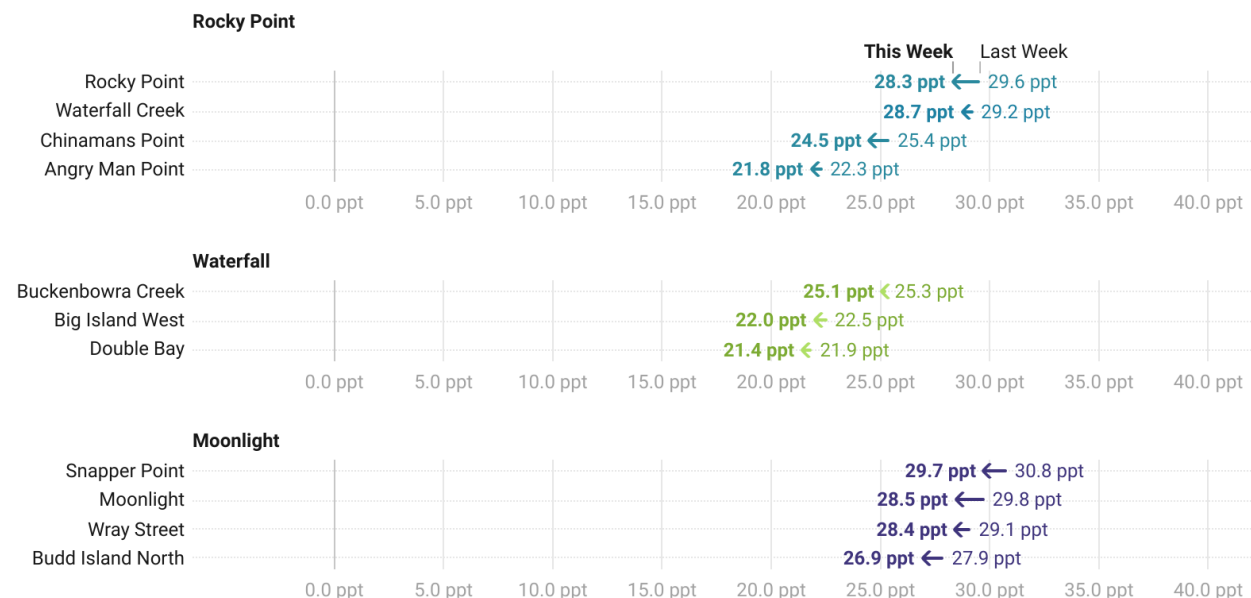 Rocky Point
This Week Last Week
Rocky Point 28.3 ppt 29.6 ppt
Waterfall Creek 28.7 ppt 29.2 ppt
Chinamans Point 24.5 ppt 25.4 ppt
Angry Man Point 21.8 ppt 22.3 ppt
0.0 ppt 5.0 ppt 10.0 ppt 15.0 ppt 20.0 ppt 25.0 ppt 30.0 ppt 35.0 ppt 40.0 ppt
Waterfall
Buckenbowra Creek 25.1 ppt 25.3 ppt
Big Island West 22.0 ppt 22.5 ppt
Double Bay 21.4 ppt 21.9 ppt
0.0 ppt 5.0 ppt 10.0 ppt 15.0 ppt 20.0 ppt 25.0 ppt 30.0 ppt 35.0 ppt 40.0 ppt
Moonlight
Snapper Point 29.7 ppt 30.8 ppt
Moonlight 28.5 ppt 29.8 ppt
Wray Street 28.4 ppt 29.1 ppt
Budd Island North 26.9 ppt 27.9 ppt
0.0 ppt 5.0 ppt 10.0 ppt 15.0 ppt 20.0 ppt 25.0 ppt 30.0 ppt 35.0 ppt 40.0 ppt